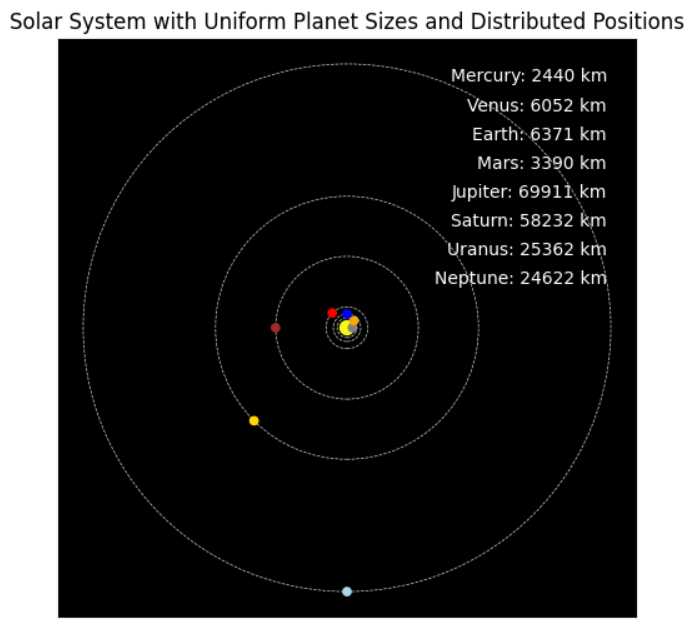 Solar System with Uniform Planet Sizes and Distributed Positions
Mercury: 2440 km
Venus: 6052 km
Earth: 6371 km
Mars: 3390 km
Jupiter: 69911 km
Saturn: 58232 km
Uranus: 25362 km
Neptune: 24622 km